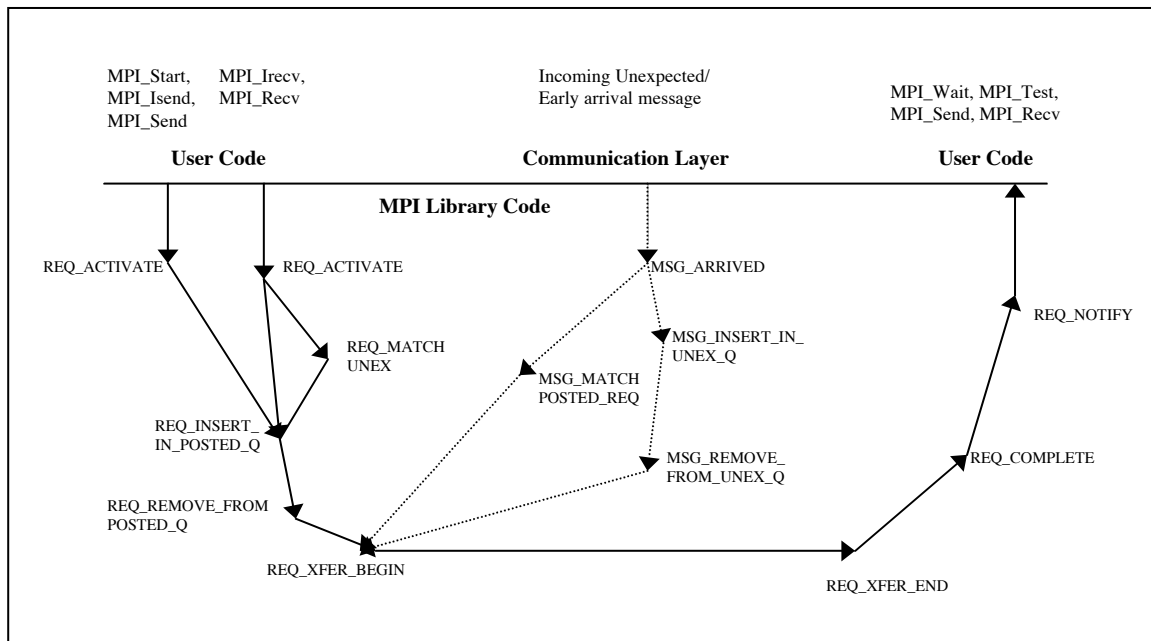 MPI_Start,
MPI_Isend,
MPI_Send
MPI_Irecv,
MPI_Recv
Incoming Unexpected/
Early arrival message
MPI_Wait, MPI_Test,
MPI_Send, MPI_Recv
User Code
Communication Layer
User Code
MPI Library Code
REQ_ACTIVATE
REQ_ACTIVATE
MSG_ARRIVED
REQ_NOTIFY
REQ_MATCH
UNEX
MSG_INSERT_IN_
UNEX_Q
MSG_MATCH
POSTED_REQ
REQ_INSERT_
IN_POSTED_Q
MSG_REMOVE_
FROM_UNEX_Q
REQ_COMPLETE
REQ_REMOVE_FROM
POSTED_Q
REQ_XFER_BEGIN
REQ_XFER_END